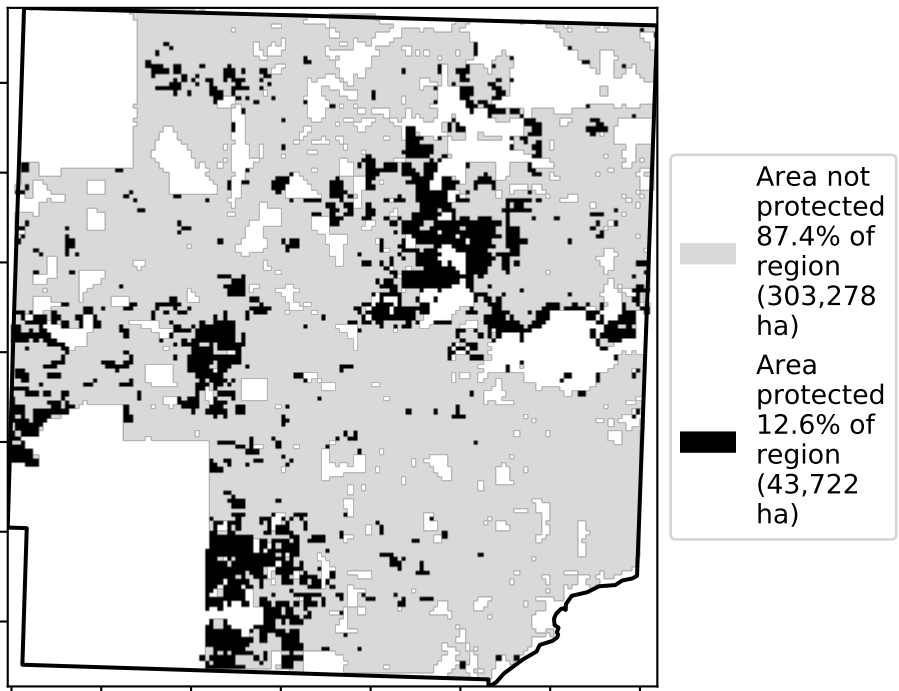 Area not
protected
87.4% of
region
(303,278
ha)
Area
protected
12.6% of
region
(43,722
ha)